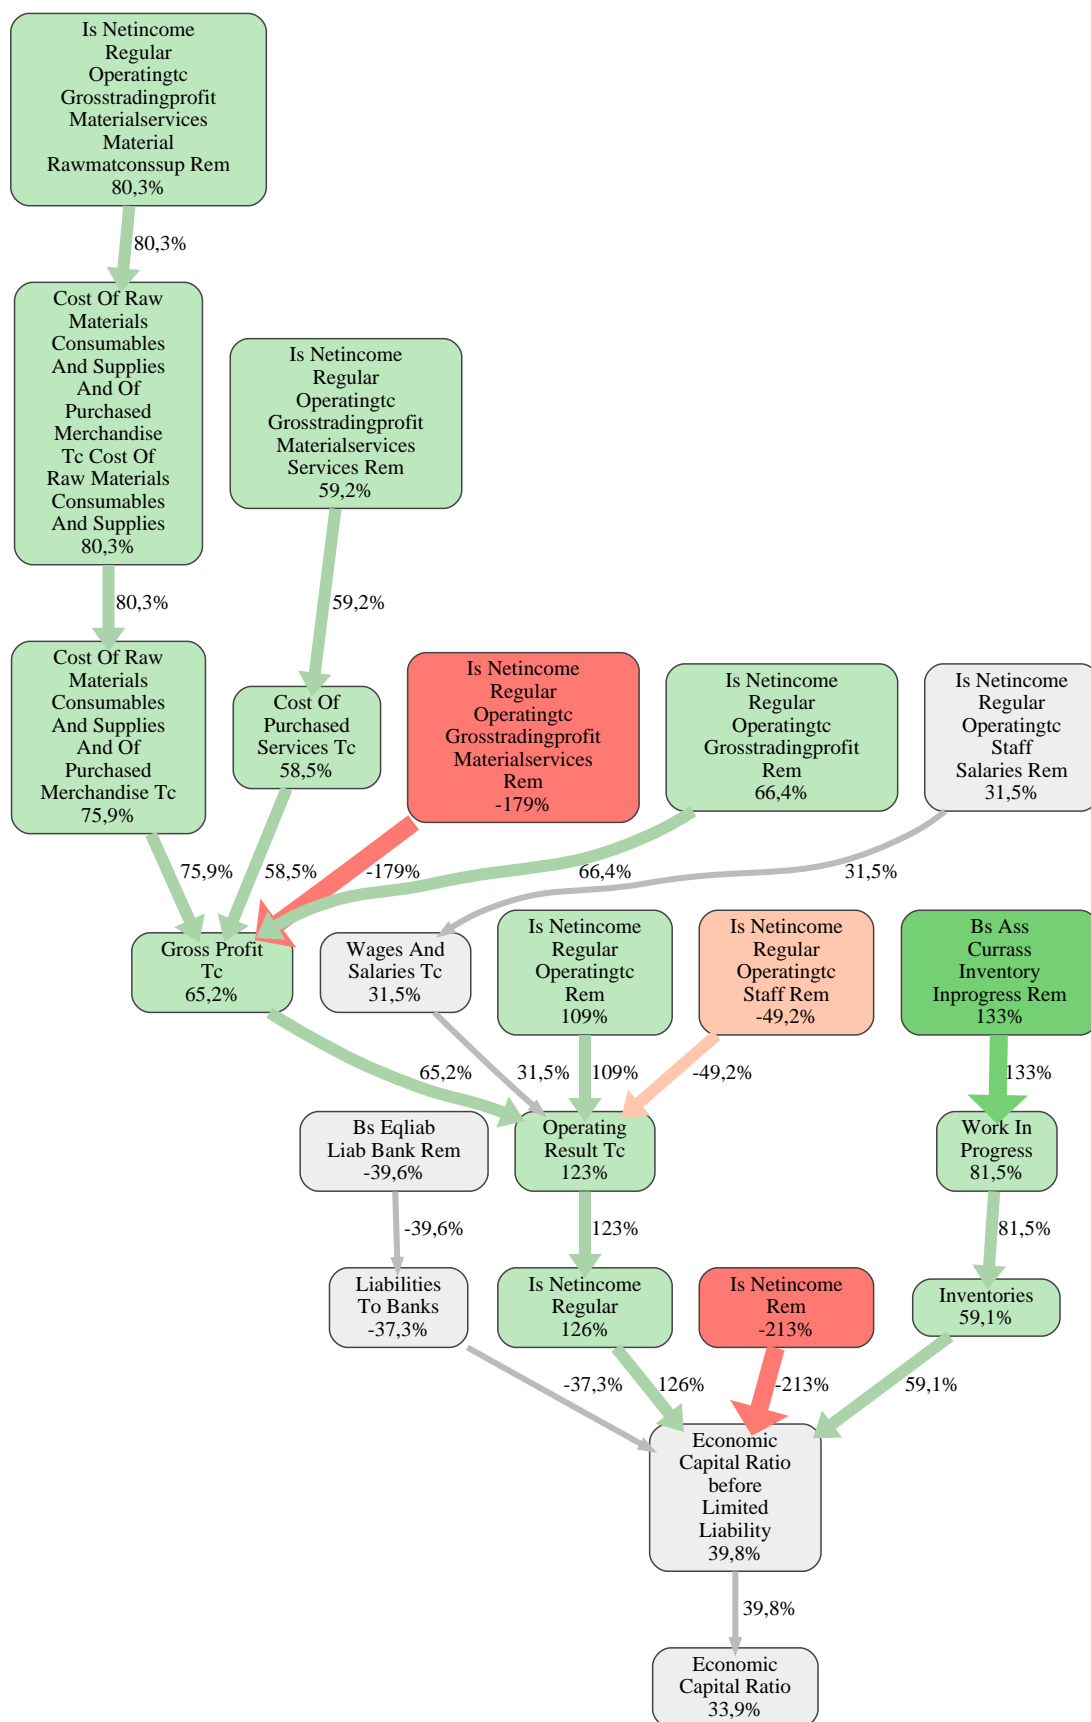 Is Netincome
Regular
Operatingtc
Grosstradingprofit
Materialservices
Material
Rawmatconssup Rem
80,3%
80,3%
Cost Of Raw
Materials
Consumables
And Supplies
And Of
Purchased
Merchandise
Tc Cost Of
Raw Materials
Consumables
And Supplies
80,3%
Is Netincome
Regular
Operatingtc
Grosstradingprofit
Materialservices
Services Rem
59,2%
80,3%
59,2%
Cost Of Raw
Materials
Consumables
And Supplies
And Of
Purchased
Merchandise Tc
75,9%
Cost Of
Purchased
Services Tc
58,5%
Is Netincome
Regular
Operatingtc
Grosstradingprofit
Materialservices
Rem
-179%
Is Netincome
Regular
Operatingtc
Grosstradingprofit
Rem
66,4%
Is Netincome
Regular
Operatingtc
Staff
Salaries Rem
31,5%
75,9%
58,5%
-179%
66,4%
31,5%
Gross Profit
Tc
65,2%
Wages And
Salaries Tc
31,5%
Is Netincome
Regular
Operatingtc
Rem
109%
Is Netincome
Regular
Operatingtc
Staff Rem
-49,2%
Bs Ass
Currass
Inventory
Inprogress Rem
133%
65,2%
31,5%
109%
-49,2%
133%
Bs Eqliab
Liab Bank Rem
-39,6%
Operating
Result Tc
123%
Work In
Progress
81,5%
-39,6%
123%
81,5%
Liabilities
To Banks
-37,3%
Is Netincome
Regular
126%
Is Netincome
Rem
-213%
Inventories
59,1%
-37,3%
126%
-213%
59,1%
Economic
Capital Ratio
before
Limited
Liability
39,8%
39,8%
Economic
Capital Ratio
33,9%